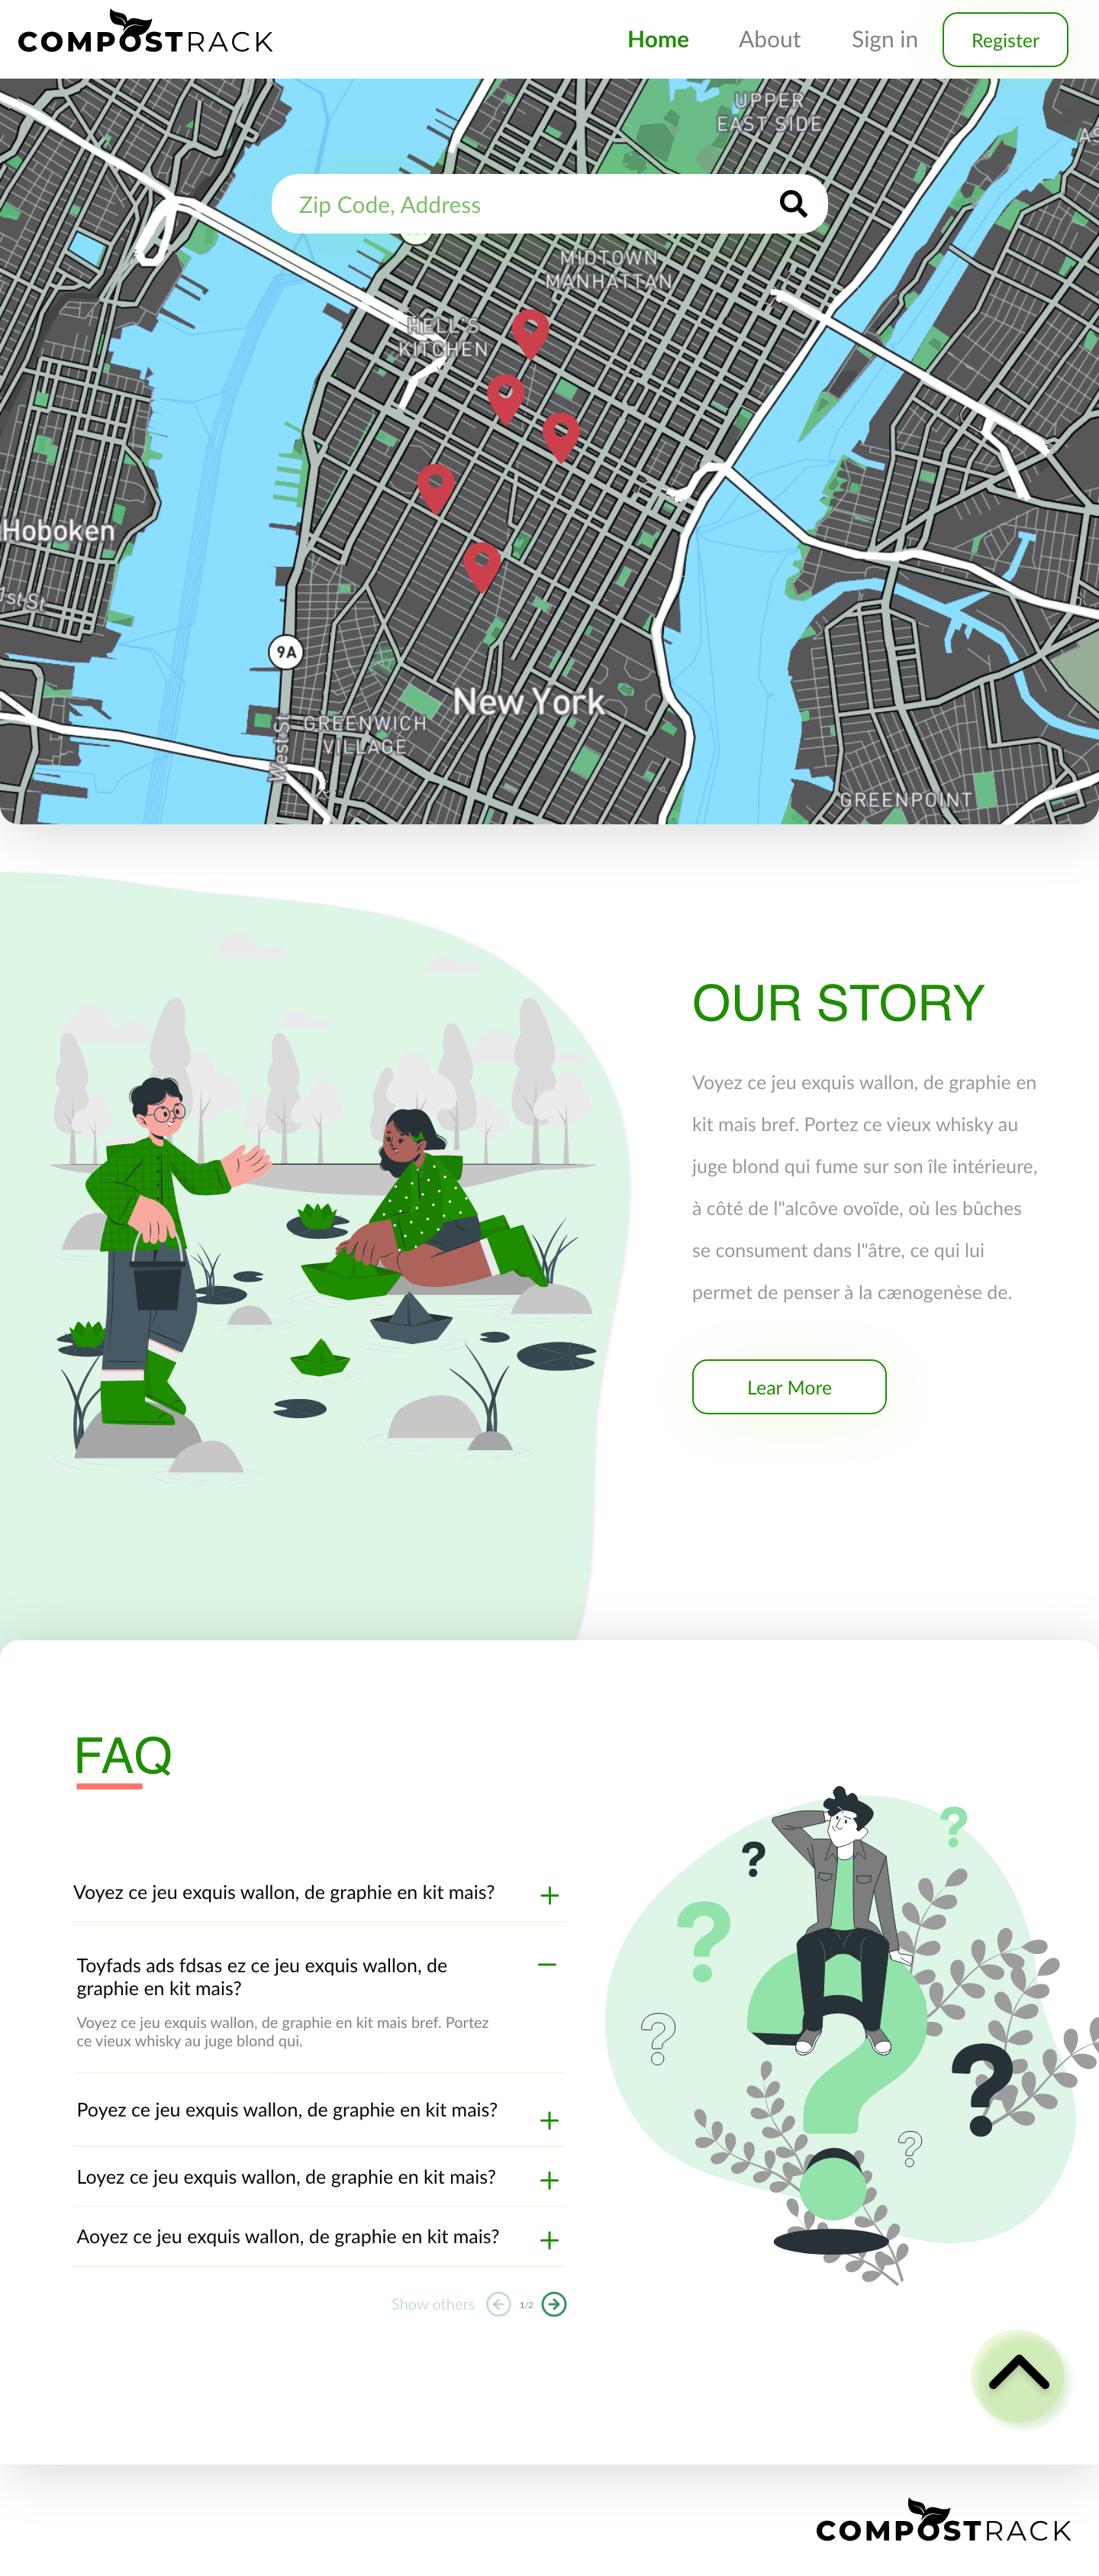 COMPOSTRACK
Home
About
Sign in
Register
UPPER
EAST SIDE
AS
Zip Code, Address
MIDTOWN
MANHATTAN
HELL'S
KITCHEN
Hoboken
1st St
9A
New York
West St
GREENWICH
VILLAGE
GREENPOINT
OUR STORY
Voyez ce jeu exquis wallon, de graphie en
kit mais bref. Portez ce vieux whisky au
juge blond qui fume sur son île intérieure,
à côté de l"alcôve ovoïde, où les bûches
se consument dans l"âtre, ce qui lui
permet de penser à la cænogenèse de.
Lear More
FAQ
Voyez ce jeu exquis wallon, de graphie en kit mais?
Toyfads ads fdsas ez ce jeu exquis wallon, de
graphie en kit mais?
Voyez ce jeu exquis wallon, de graphie en kit mais bref. Portez
ce vieux whisky au juge blond qui.
Poyez ce jeu exquis wallon, de graphie en kit mais?
Loyez ce jeu exquis wallon, de graphie en kit mais?
Aoyez ce jeu exquis wallon, de graphie en kit mais?
Show others
1/2
COMPOSTRACK